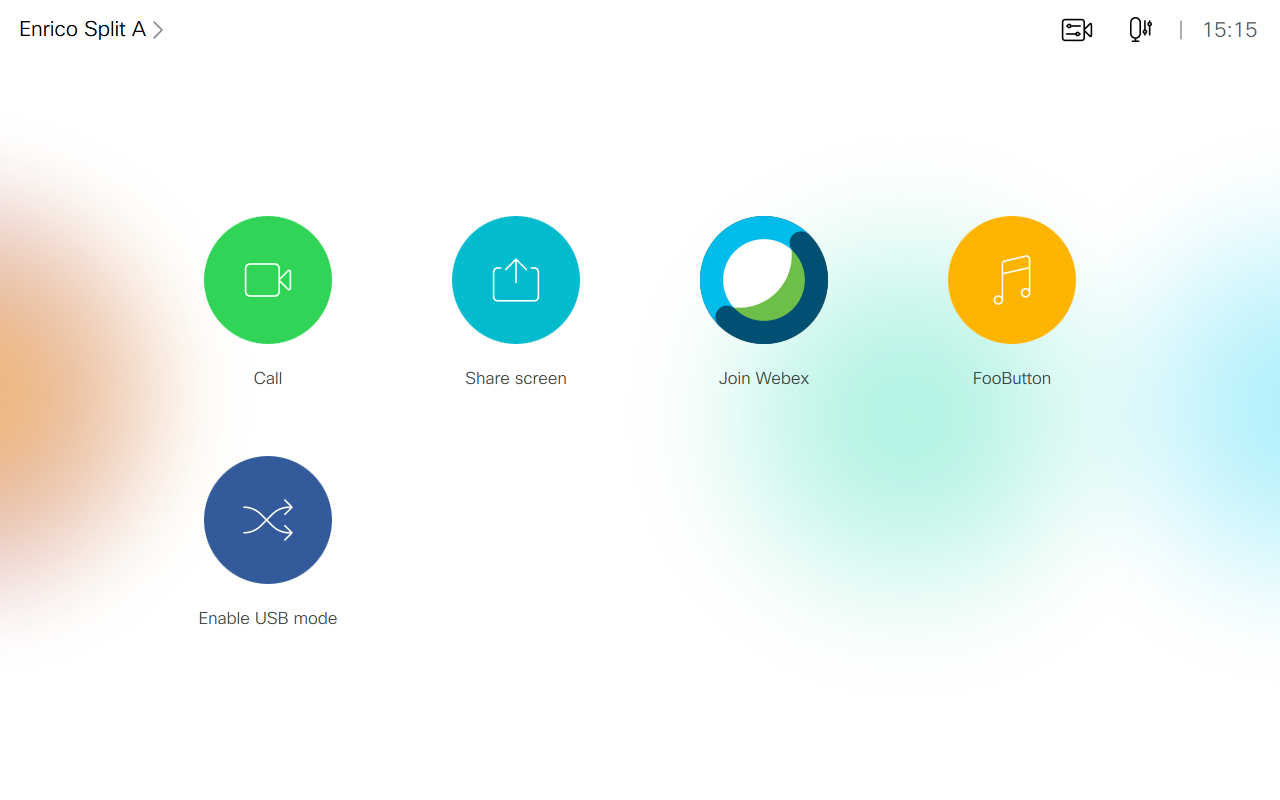 Enrico Split A
15:15
Call
Share screen
Join Webex
FooButton
Enable USB mode